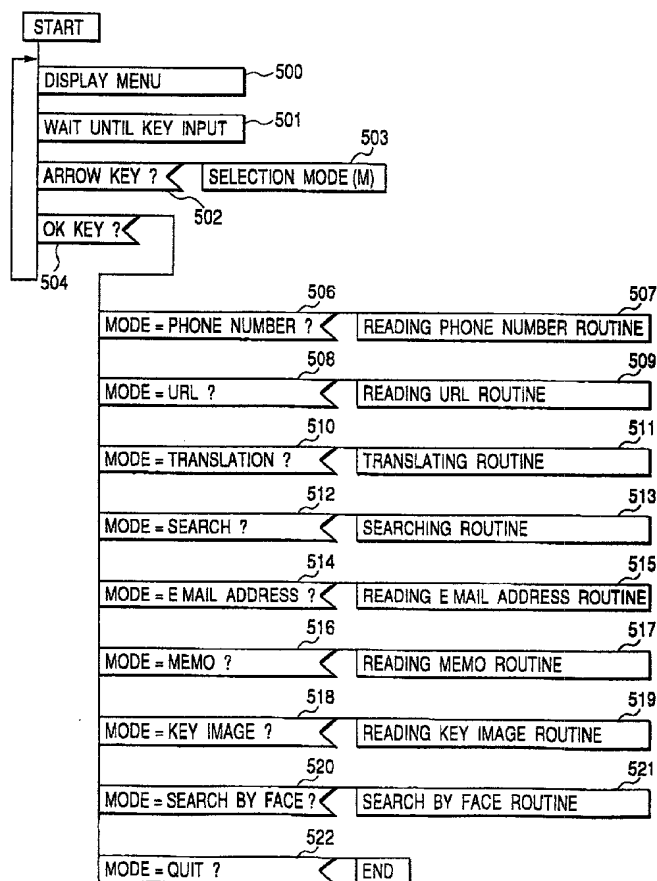 START
DISPLAY MENU 500
WAIT UNTIL KEY INPUT 501
503
ARROW KEY ? SELECTION MODE (M)
502
OK KEY ?
504
506 507
MODE = PHONE NUMBER ? READING PHONE NUMBER ROUTINE
508 509
MODE = URL ? READING URL ROUTINE
510 511
MODE = TRANSLATION ? TRANSLATING ROUTINE
512 513
MODE = SEARCH ? SEARCHING ROUTINE
514 515
MODE = E MAIL ADDRESS ? READING E MAIL ADDRESS ROUTINE
516 517
MODE = MEMO ? READING MEMO ROUTINE
518 519
MODE = KEY IMAGE ? READING KEY IMAGE ROUTINE
520 521
MODE = SEARCH BY FACE ? SEARCH BY FACE ROUTINE
522
MODE = QUIT ? END